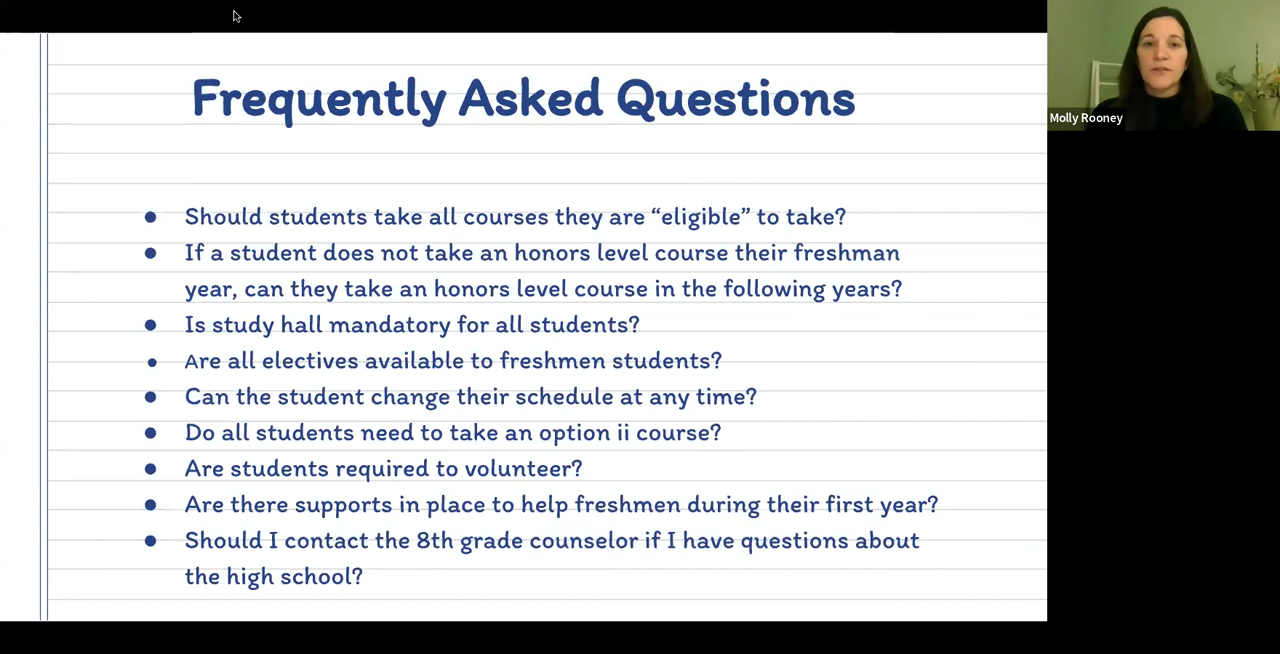 Frequently Asked Questions
Molly Rooney
● Should students take all courses they are “eligible” to take?
● If a student does not take an honors level course their freshman
year, can they take an honors level course in the following years?
● Is study hall mandatory for all students?
● Are all electives available to freshmen students?
● Can the student change their schedule at any time?
● Do all students need to take an option ii course?
● Are students required to volunteer?
● Are there supports in place to help freshmen during their first year?
● Should I contact the 8th grade counselor if I have questions about
the high school?